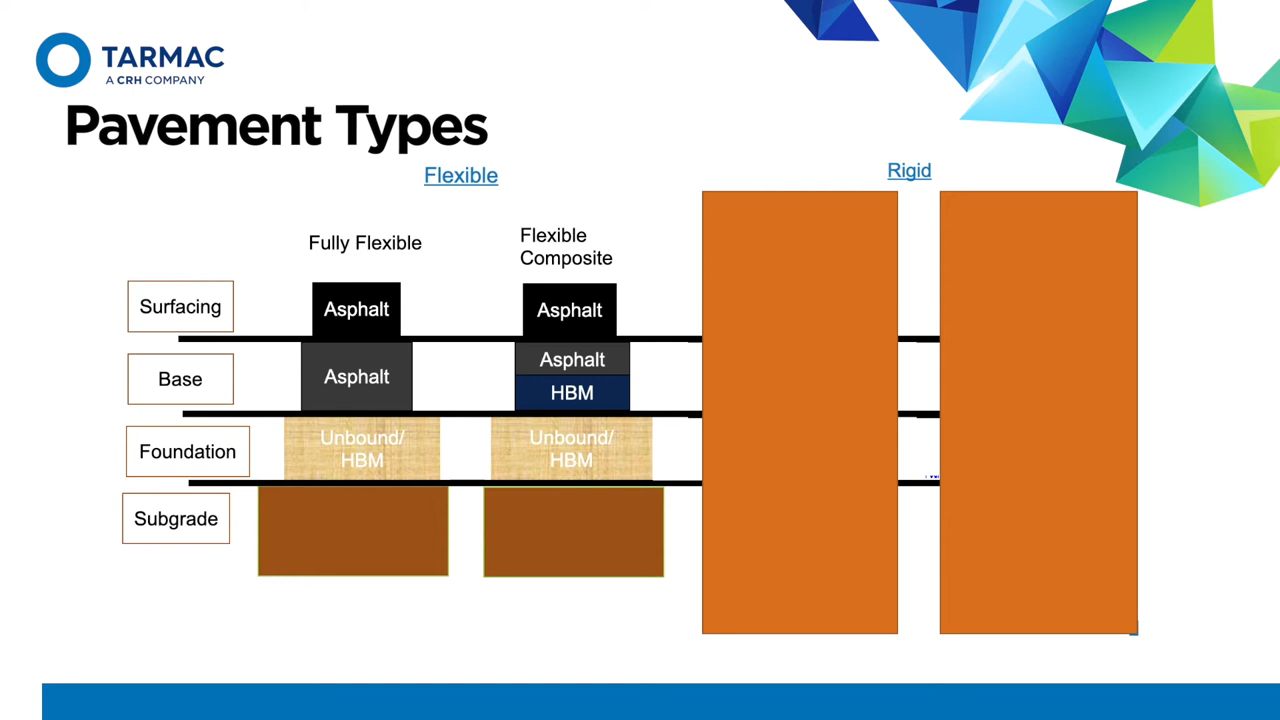 TARMAC
A CRH COMPANY
Pavement Types
Flexible
Rigid
Fully Flexible
Flexible
Composite
Surfacing
Asphalt
Asphalt
Base
Asphalt
Asphalt
HBM
Foundation
Unbound/
HBM
Unbound/
HBM
Subgrade